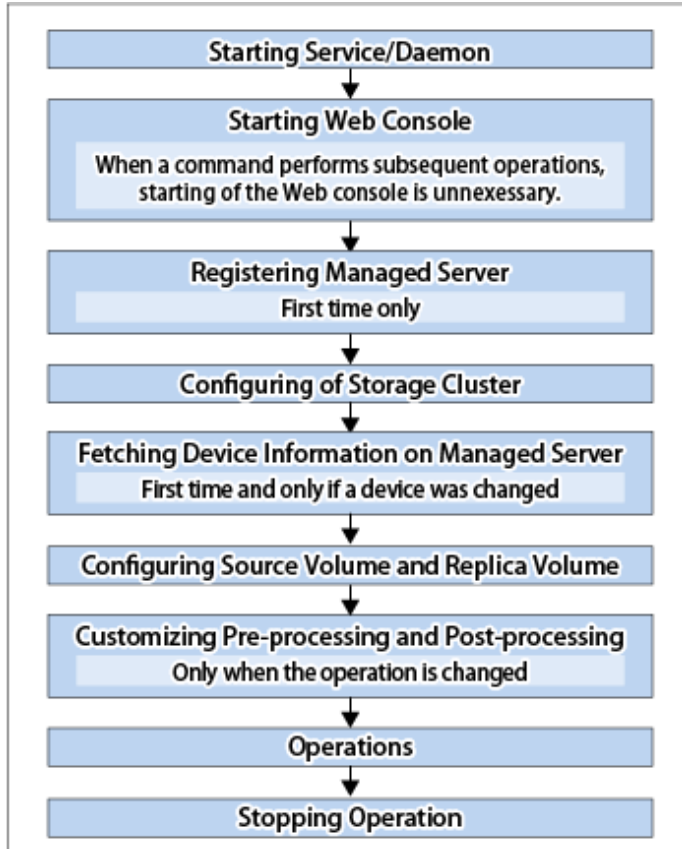 Starting Service/Daemon
Starting Web Console
When a command performs subsequent operations,
starting of the Web console is unnexessary.
Registering Managed Server
First time only
Configuring of Storage Cluster
Fetching Device Information on Managed Server
First time and only if a device was changed
Configuring Source Volume and Replica Volume
Customizing Pre-processing and Post-processing
Only when the operation is changed
Operations
Stopping Operation